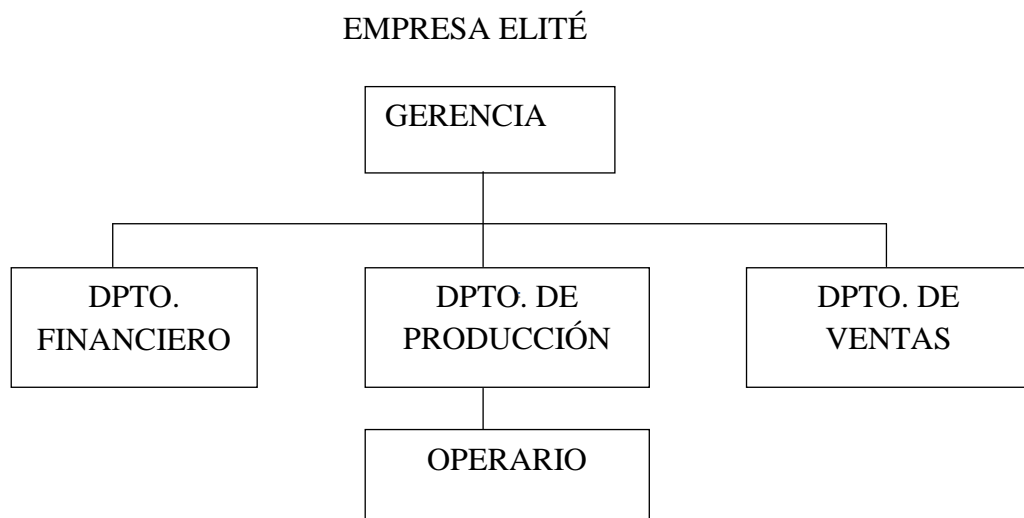 EMPRESA ELITÉ
GERENCIA
DPTO.
FINANCIERO
DPTO. DE
PRODUCCIÓN
DPTO. DE
VENTAS
OPERARIO